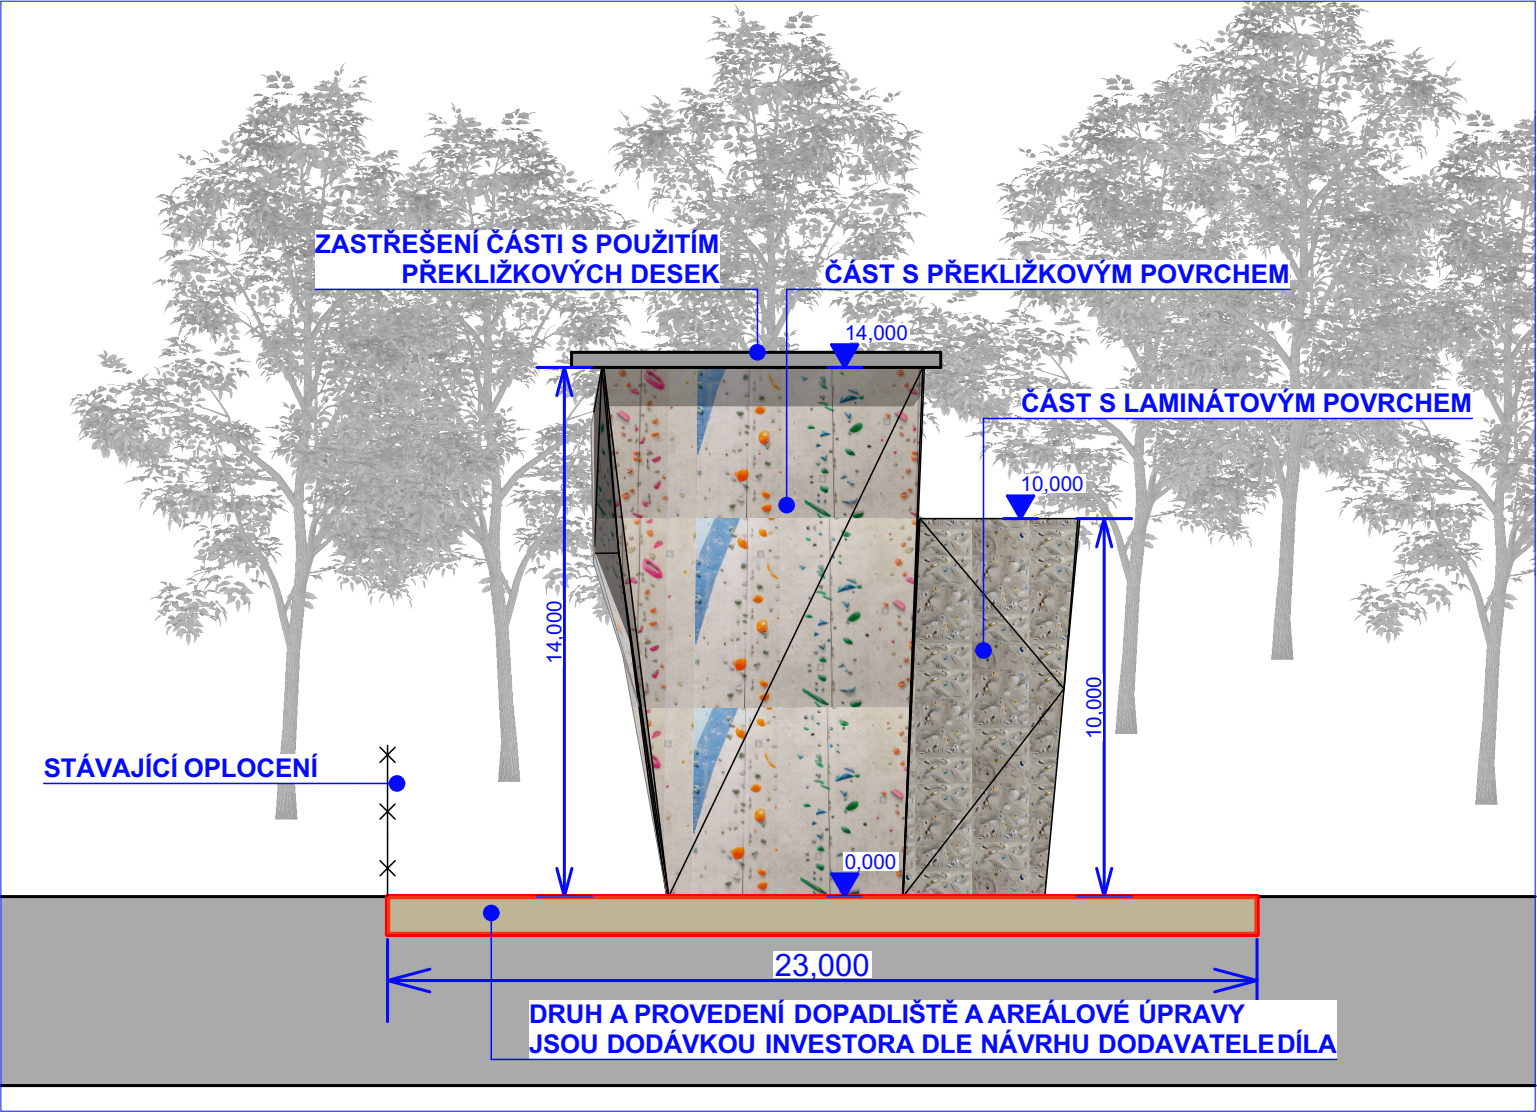 ZASTŘEŠENÍ ČÁSTI S POUŽITÍM
PŘEKLIŽKOVÝCH DESEK
ČÁST S PŘEKLIŽKOVÝM POVRCHEM
14,000
ČÁST S LAMINÁTOVÝM POVRCHEM
10,000
14,000
10,000
STÁVAJÍCÍ OPLOCENÍ
0,000
23,000
DRUH A PROVEDENÍ DOPADLIŠTĚ A AREÁLOVÉ ÚPRAVY
JSOU DODÁVKOU INVESTORA DLE NÁVRHU DODAVATELE DÍLA